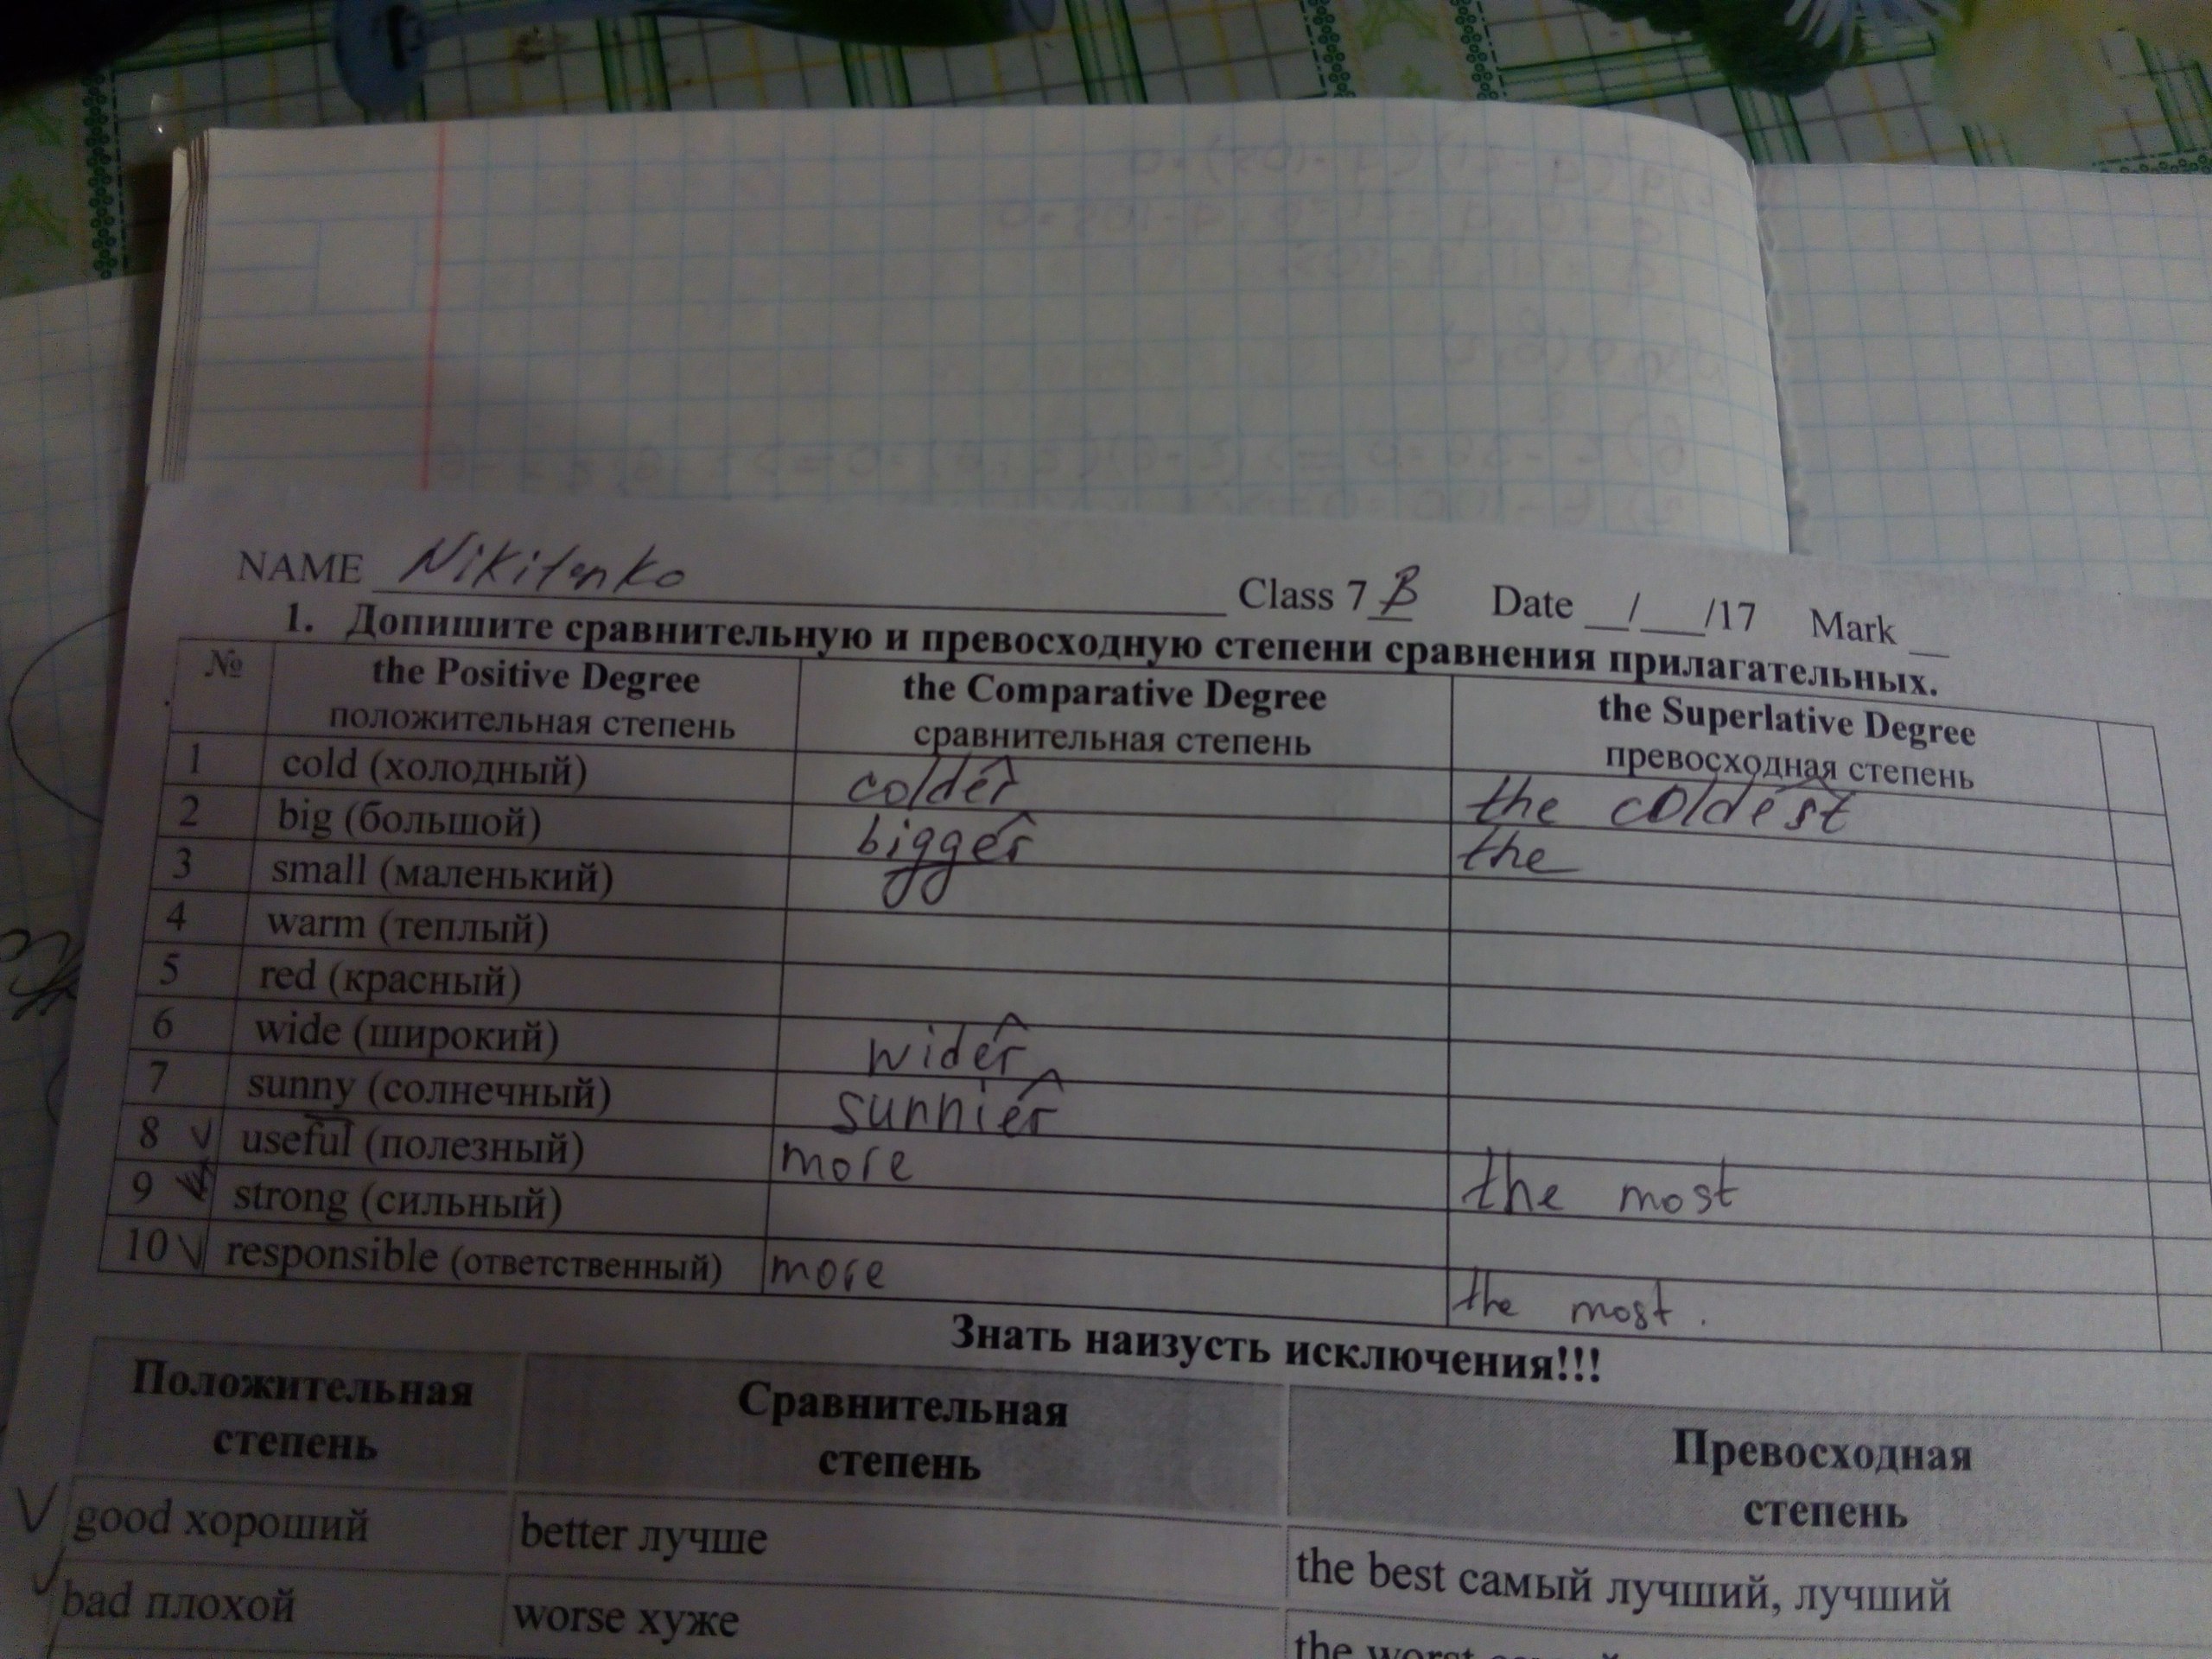 NAME Nikitenko Class 7 B Date __/___/17 Mark __
1. Допишите сравнительную и превосходную степени сравнения прилагательных.
№ the Positive Degree the Comparative Degree the Superlative Degree
положительная степень сравнительная степень превосходная степень
1 cold (холодный) colder the coldest
2 big (большой) bigger the
3 small (маленький)
4 warm (теплый)
5 red (красный)
6 wide (широкий) wider
7 sunny (солнечный) sunnier
8 V useful (полезный) more the most
9 strong (сильный)
10 V responsible (ответственный) more the most.
Знать наизусть исключения!!!
Положительная Сравнительная Превосходная
степень степень степень
V good хороший better лучше the best самый лучший, лучший
V bad плохой worse хуже the worst